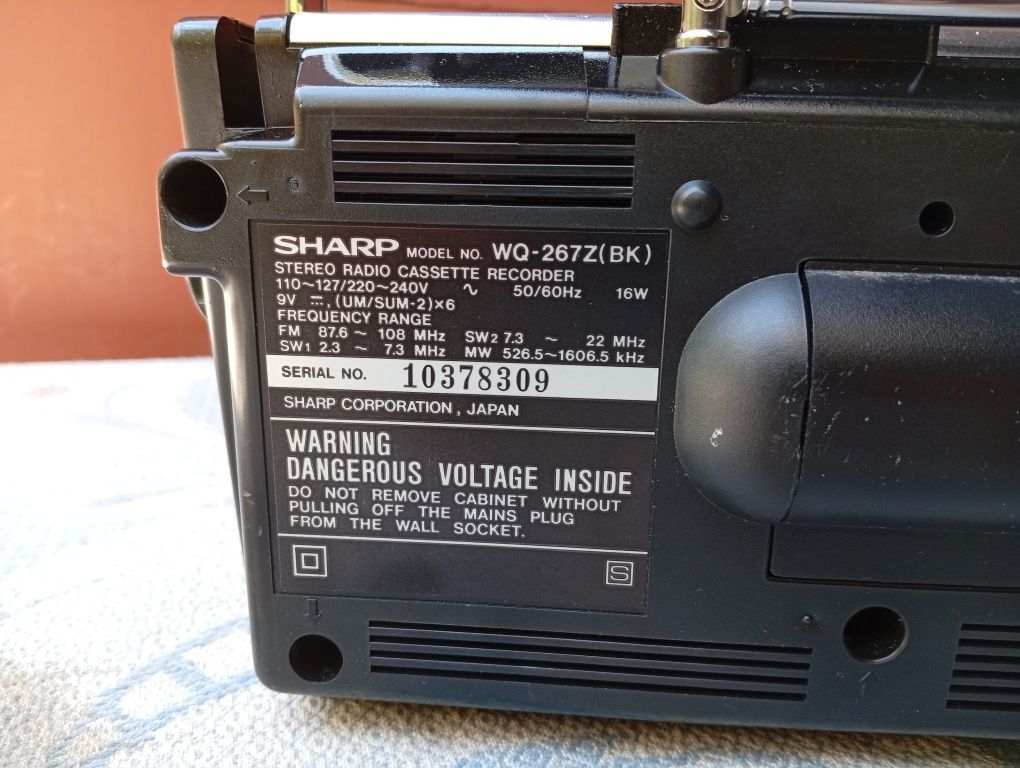 SHARP MODEL NO. WQ-267Z(BK)
STEREO RADIO CASSETTE RECORDER
110~127/220~240V ∿ 50/60Hz 16W
9V ⎓, (UM/SUM-2)×6
FREQUENCY RANGE
FM 87.6 ~ 108 MHz SW2 7.3 ~ 22 MHz
SW1 2.3 ~ 7.3 MHz MW 526.5~1606.5 kHz
SERIAL NO. 10378309
SHARP CORPORATION, JAPAN
WARNING
DANGEROUS VOLTAGE INSIDE
DO NOT REMOVE CABINET WITHOUT
PULLING OFF THE MAINS PLUG
FROM THE WALL SOCKET.
S